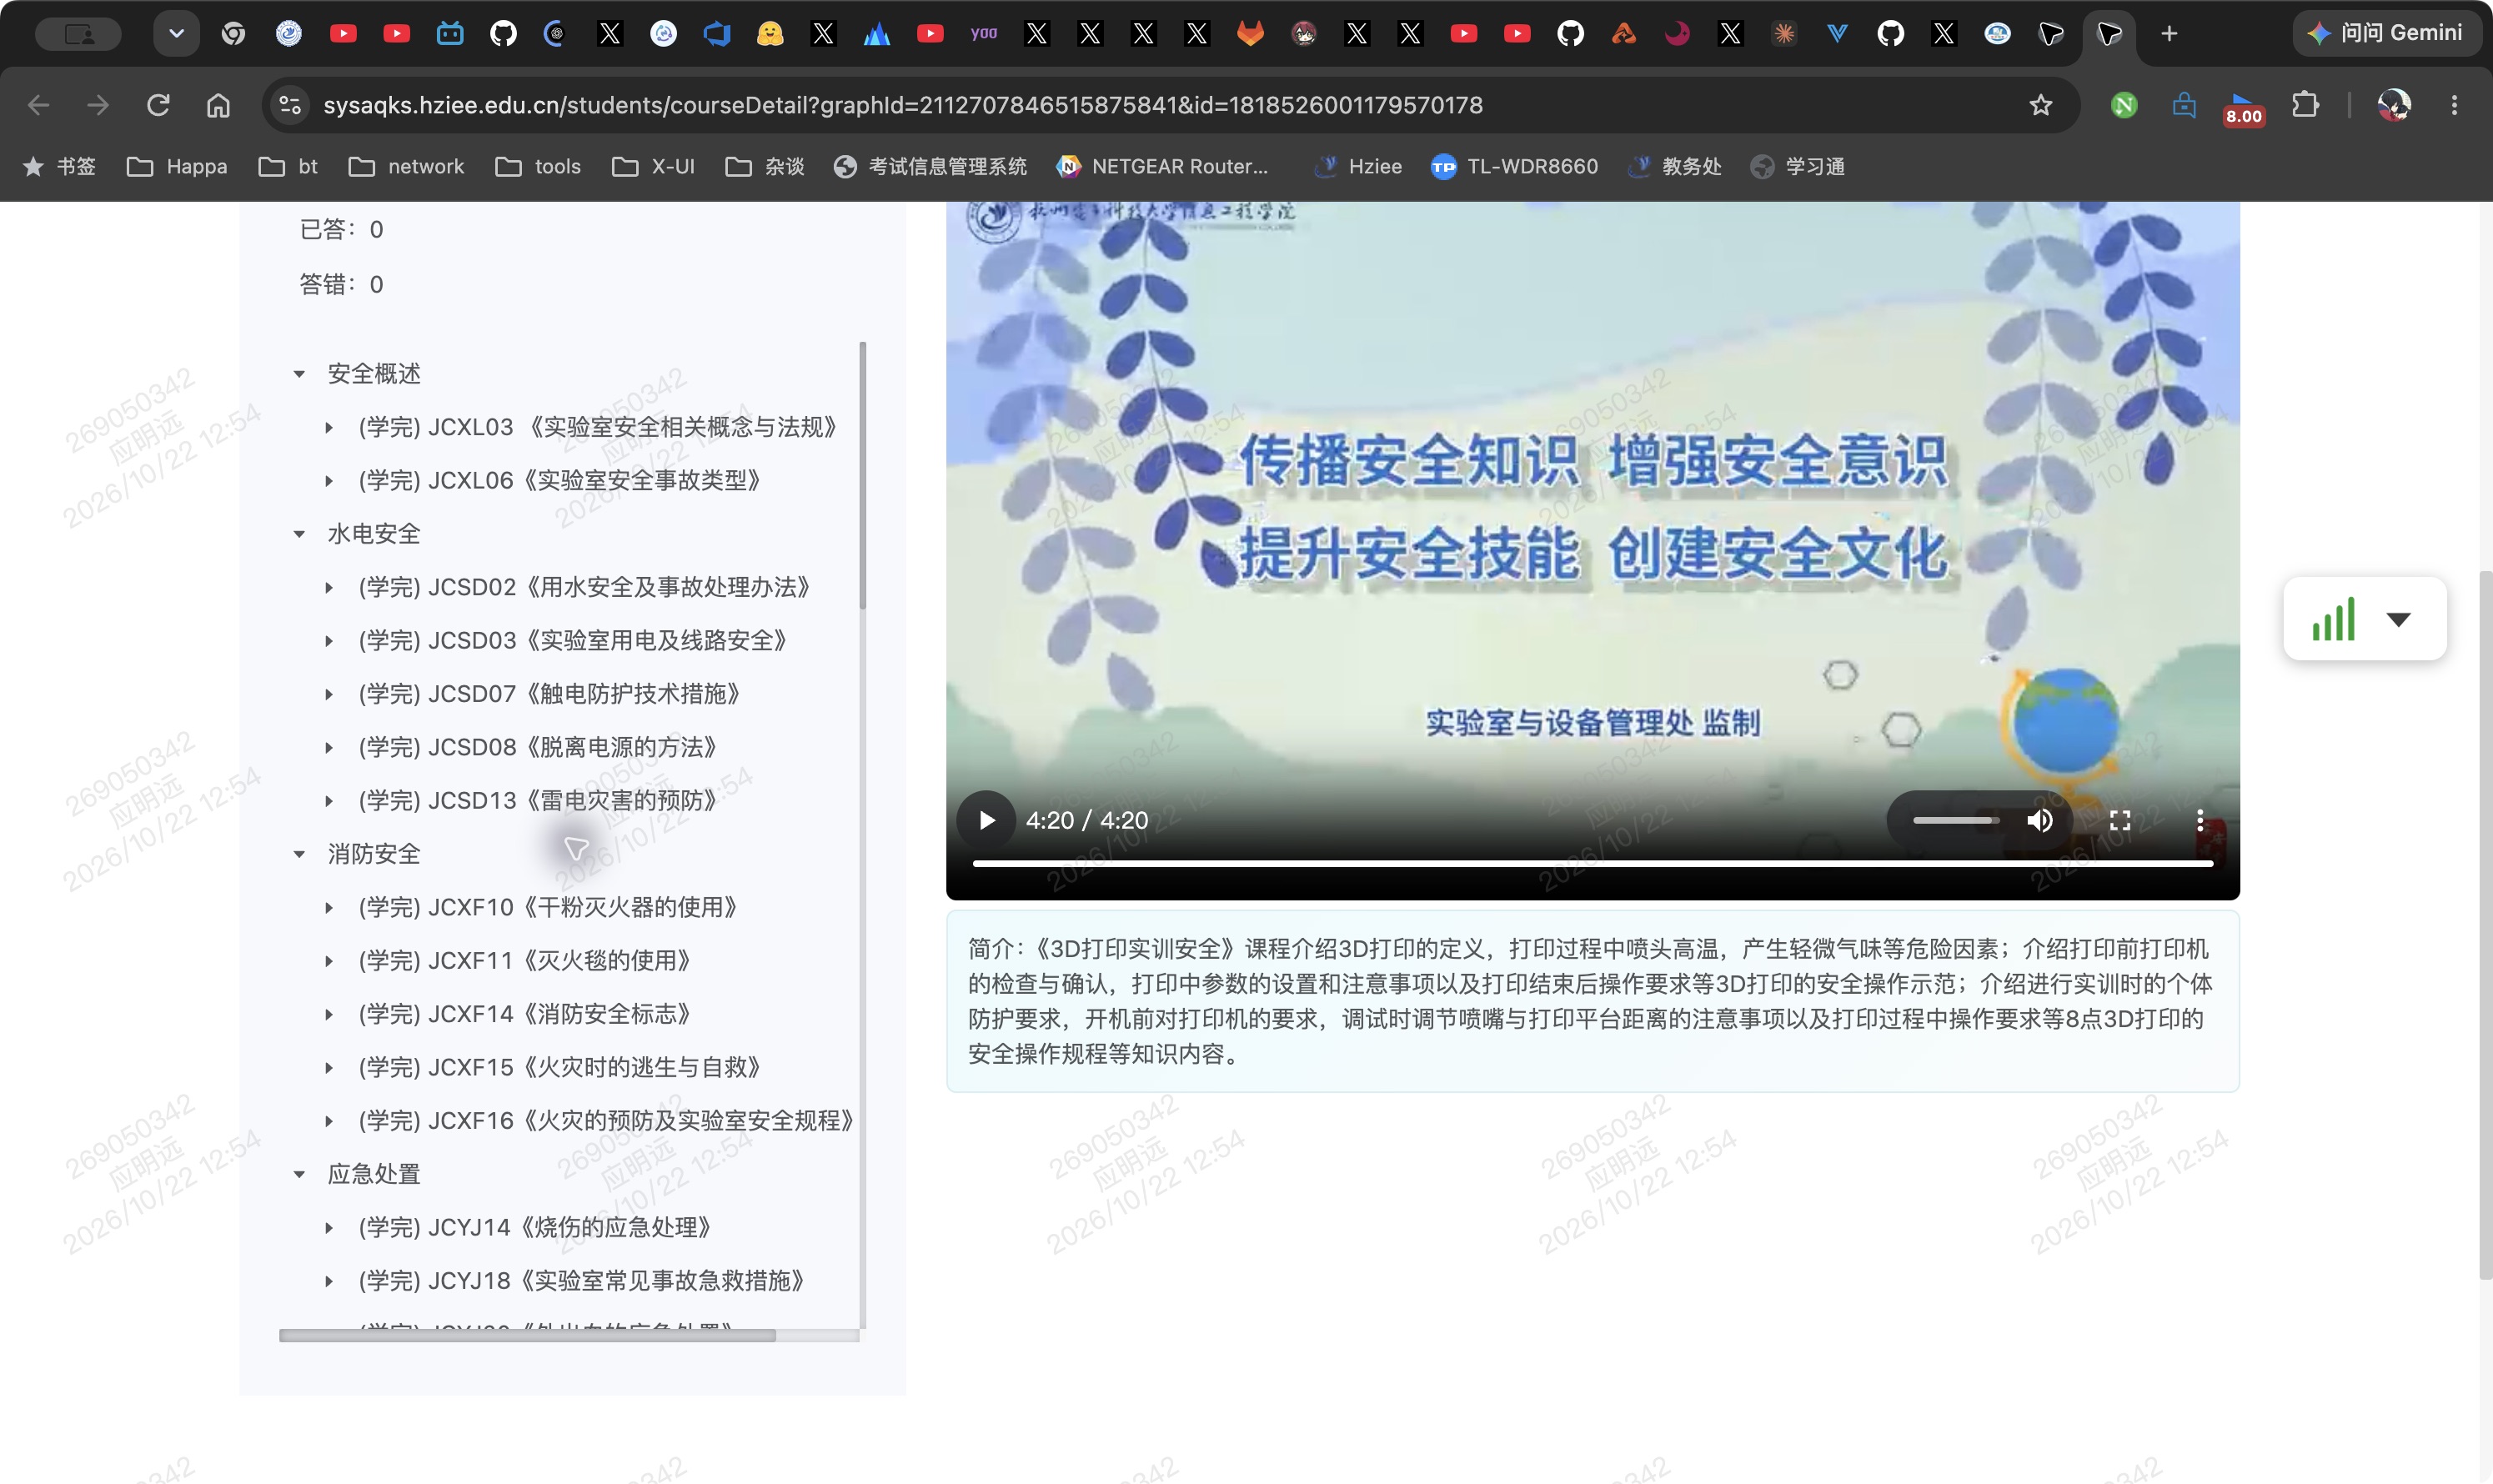 问问 Gemini
sysaqks.hziee.edu.cn/students/courseDetail?graphId=2112707846515875841&id=1818526001179570178
8.00
书签
Happa
bt
network
tools
X-UI
杂谈
考试信息管理系统
NETGEAR Router...
Hziee
TL-WDR8660
教务处
学习通
已答：0
答错：0
安全概述
(学完) JCXL03 《实验室安全相关概念与法规》
(学完) JCXL06《实验室安全事故类型》
水电安全
(学完) JCSD02《用水安全及事故处理办法》
(学完) JCSD03《实验室用电及线路安全》
(学完) JCSD07《触电防护技术措施》
(学完) JCSD08《脱离电源的方法》
(学完) JCSD13《雷电灾害的预防》
消防安全
(学完) JCXF10《干粉灭火器的使用》
(学完) JCXF11《灭火毯的使用》
(学完) JCXF14《消防安全标志》
(学完) JCXF15《火灾时的逃生与自救》
(学完) JCXF16《火灾的预防及实验室安全规程》
应急处置
(学完) JCYJ14《烧伤的应急处理》
(学完) JCYJ18《实验室常见事故急救措施》
杭州电子科技大学信息工程学院
传播安全知识 增强安全意识
提升安全技能 创建安全文化
实验室与设备管理处 监制
4:20 / 4:20
简介：《3D打印实训安全》课程介绍3D打印的定义，打印过程中喷头高温，产生轻微气味等危险因素；介绍打印前打印机
的检查与确认，打印中参数的设置和注意事项以及打印结束后操作要求等3D打印的安全操作示范；介绍进行实训时的个体
防护要求，开机前对打印机的要求，调试时调节喷嘴与打印平台距离的注意事项以及打印过程中操作要求等8点3D打印的
安全操作规程等知识内容。
269050342
应明远
2026/10/22 12:54